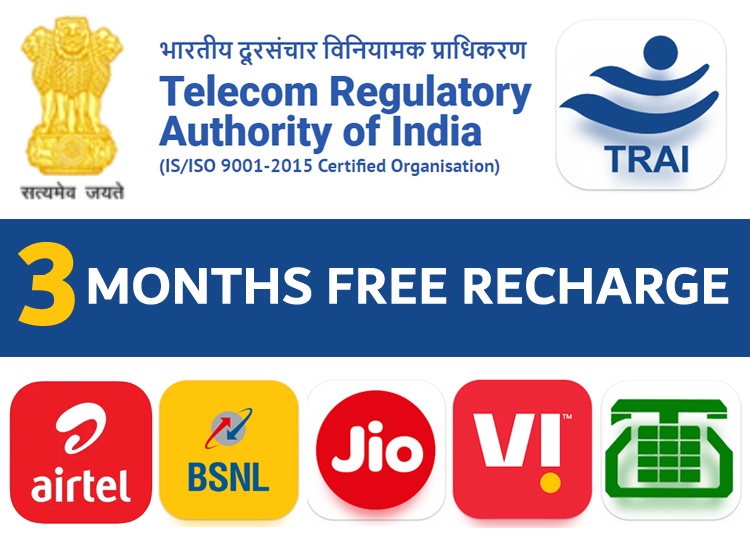 भारतीय दूरसंचार विनियामक प्राधिकरण
Telecom Regulatory
Authority of India
(IS/ISO 9001-2015 Certified Organisation)
सत्यमेव जयते
TRAI
3 MONTHS FREE RECHARGE
airtel
BSNL
Jio
VI™